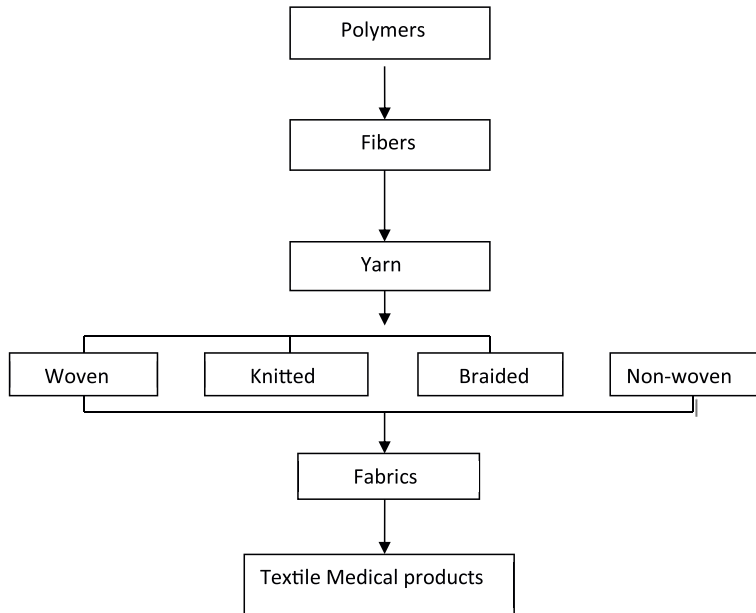 Polymers
Fibers
Yarn
Woven
Knitted
Braided
Non-woven
Fabrics
Textile Medical products